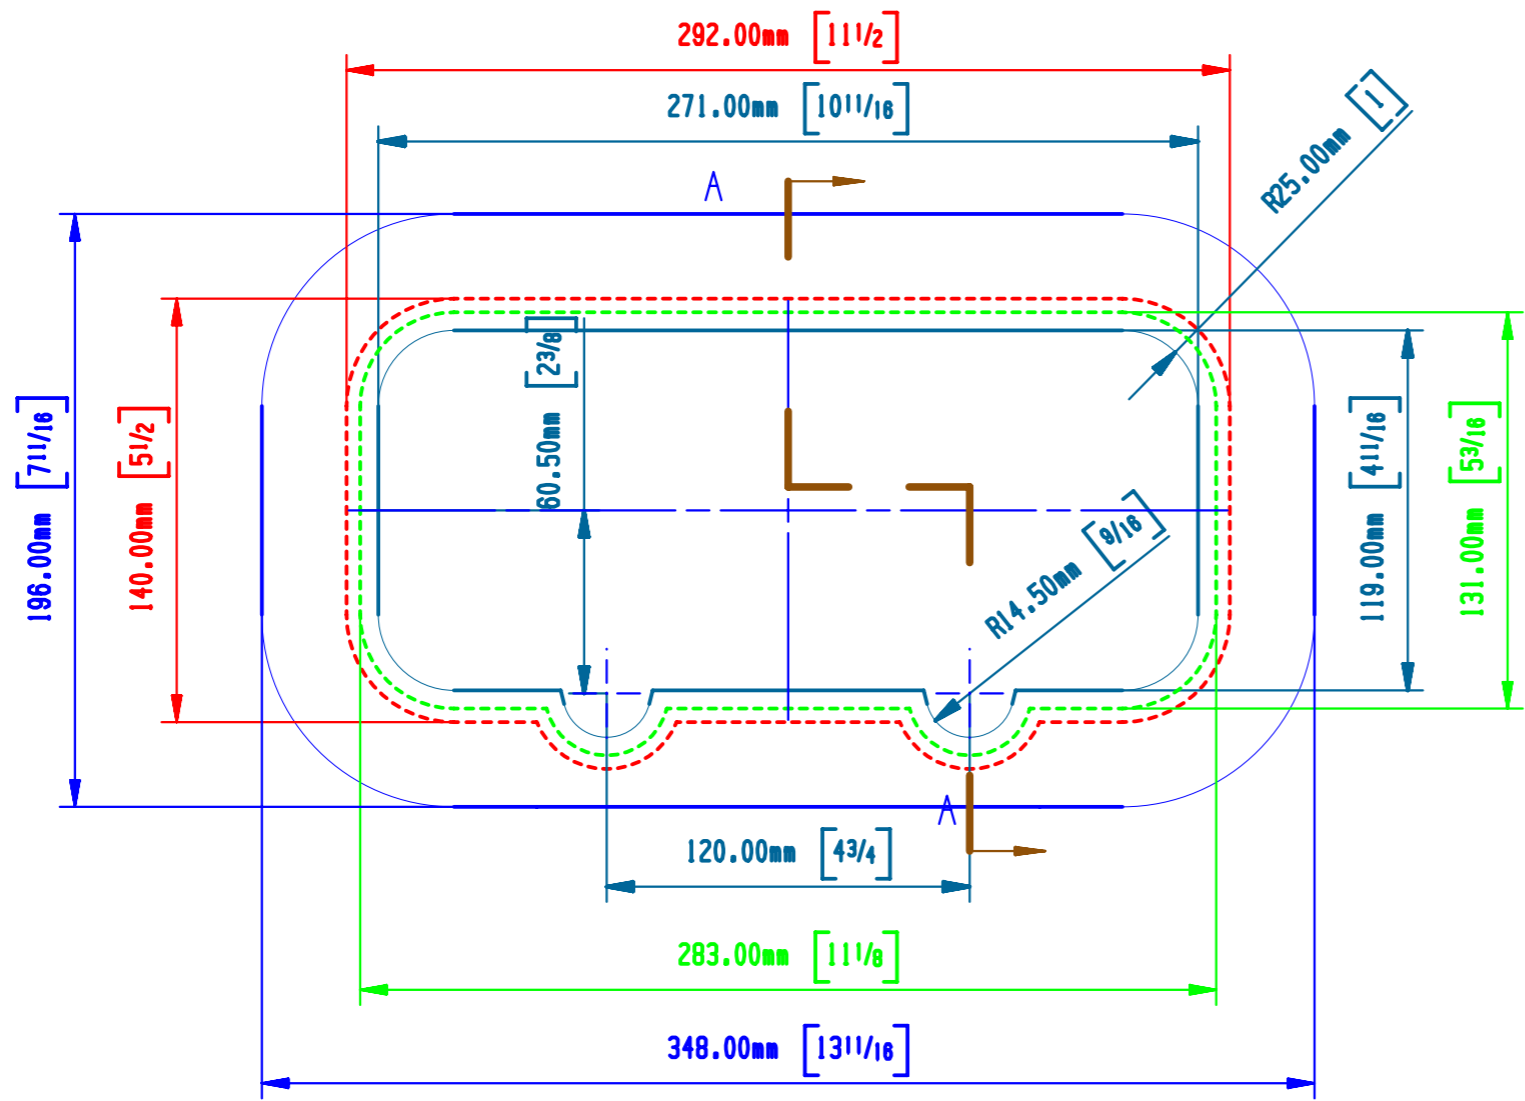 292.00mm [11 1/2]
271.00mm [10 11/16]
R25.00mm [1]
A
60.50mm [2 3/8]
196.00mm [7 11/16]
140.00mm [5 1/2]
R14.50mm [9/16]
119.00mm [4 11/16]
131.00mm [5 3/16]
A
120.00mm [4 3/4]
283.00mm [11 1/8]
348.00mm [13 11/16]